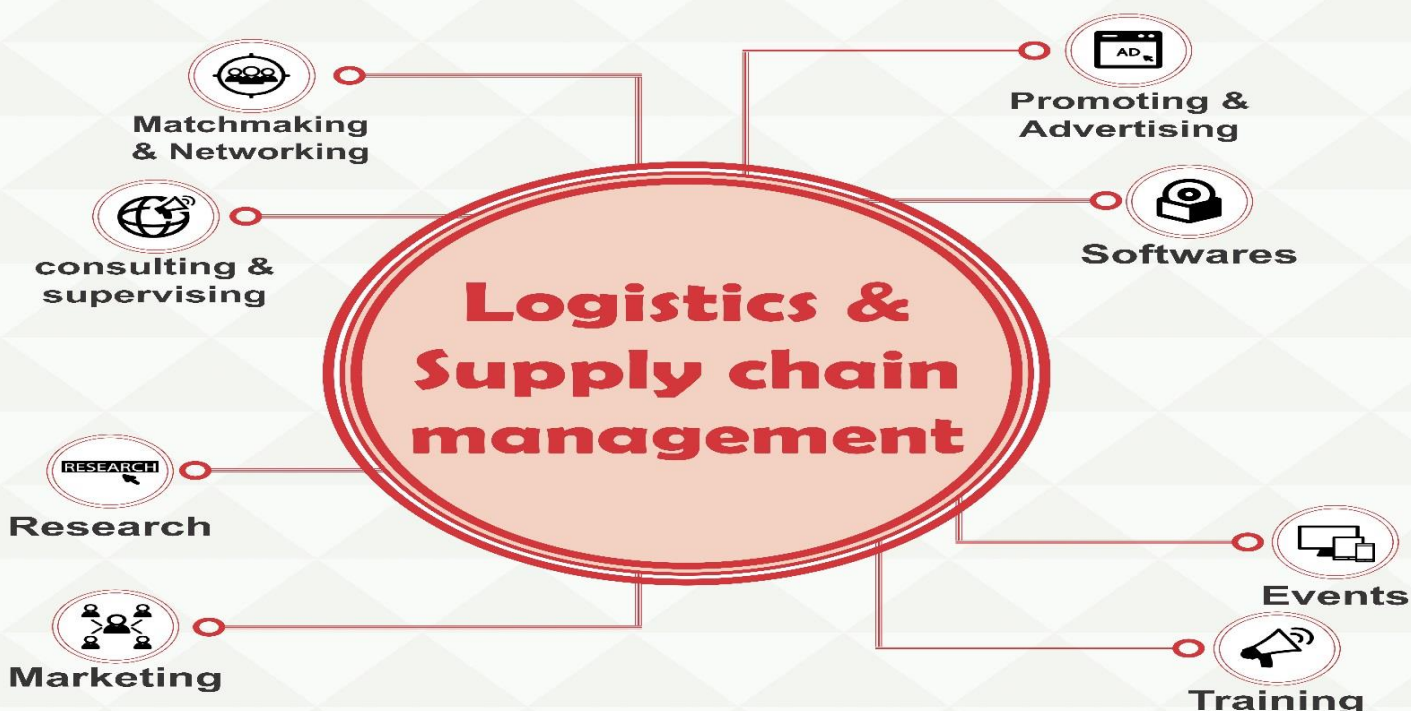 Matchmaking
& Networking
consulting &
supervising
RESEARCH
Research
Marketing
Logistics &
Supply chain
management
AD
Promoting &
Advertising
Softwares
Events
Training